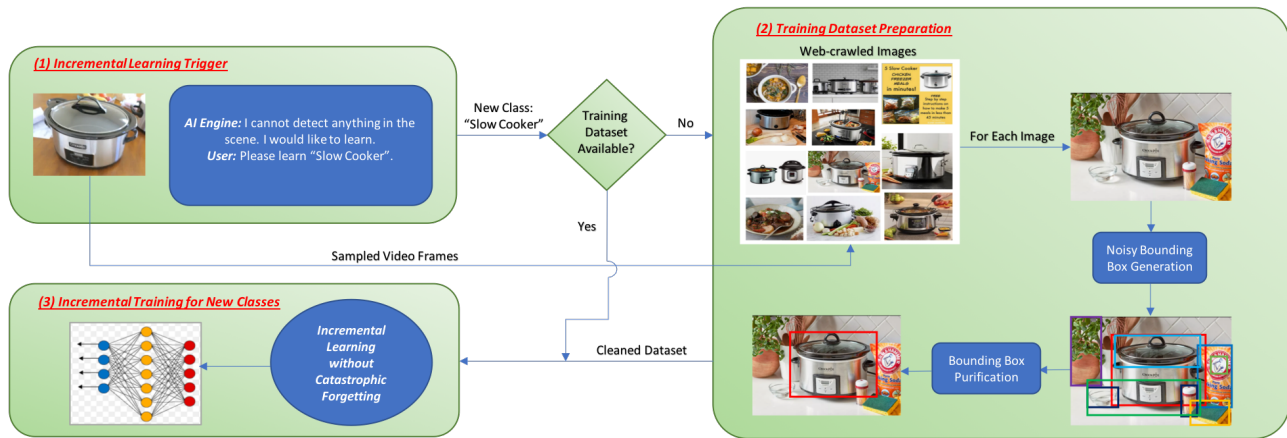 (1) Incremental Learning Trigger
AI Engine: I cannot detect anything in the
scene. I would like to learn.
User: Please learn “Slow Cooker”.
New Class:
“Slow Cooker”
Training
Dataset
Available?
No
Yes
Sampled Video Frames
(2) Training Dataset Preparation
Web-crawled Images
For Each Image
Noisy Bounding
Box Generation
Bounding Box
Purification
Cleaned Dataset
(3) Incremental Training for New Classes
Incremental
Learning
without
Catastrophic
Forgetting